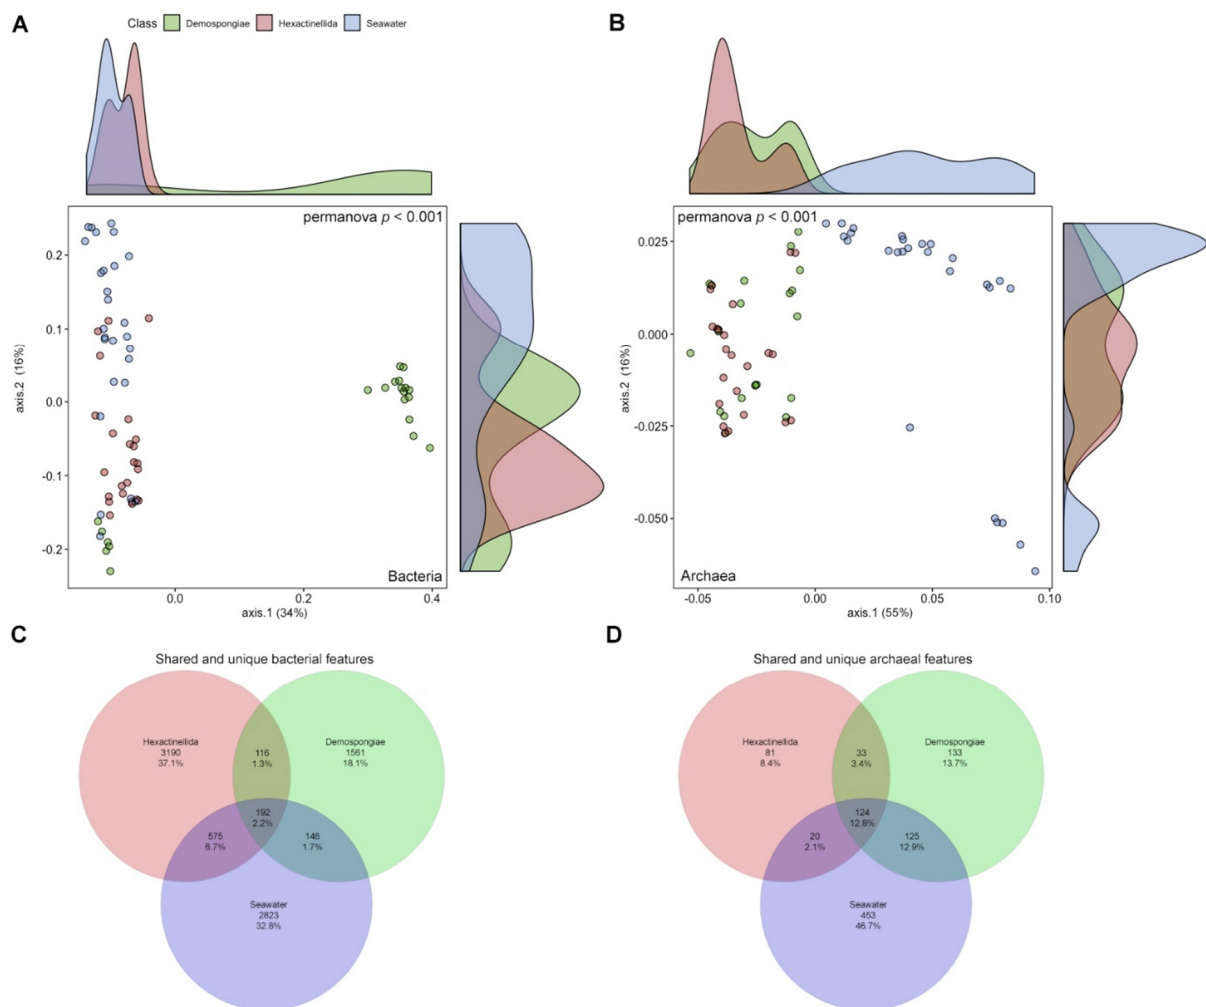 A
Class Demospongiae Hexactinellida Seawater
B
permanova p < 0.001
0.2
0.1
0.0
-0.1
-0.2
axis.2 (16%)
Bacteria
0.0 0.2 0.4
axis.1 (34%)
permanova p < 0.001
0.025
0.000
-0.025
-0.050
axis.2 (16%)
Archaea
-0.05 0.00 0.05 0.10
axis.1 (55%)
C
Shared and unique bacterial features
Hexactinellida
3190
37.1%
116
1.3%
Demospongiae
1561
18.1%
192
2.2%
575
6.7%
146
1.7%
Seawater
2823
32.8%
D
Shared and unique archaeal features
Hexactinellida
81
8.4%
33
3.4%
Demospongiae
133
13.7%
124
12.8%
20
2.1%
125
12.9%
Seawater
453
46.7%